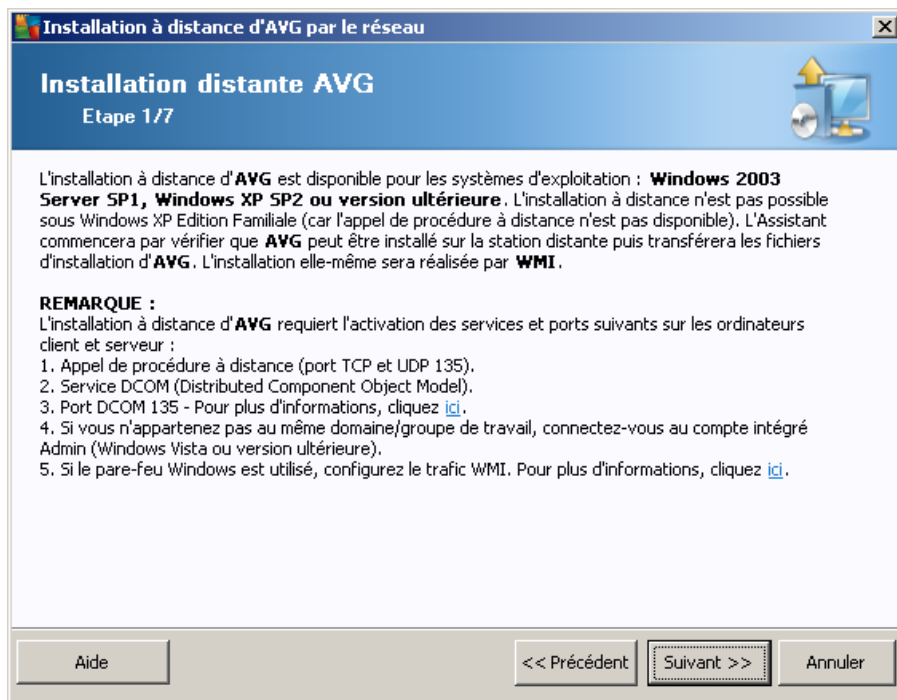 Installation à distance d'AVG par le réseau
Installation distante AVG
Etape 1/7
L'installation à distance d'AVG est disponible pour les systèmes d'exploitation : Windows 2003
Server SP1, Windows XP SP2 ou version ultérieure. L'installation à distance n'est pas possible
sous Windows XP Edition Familiale (car l'appel de procédure à distance n'est pas disponible). L'Assistant
commencera par vérifier que AVG peut être installé sur la station distante puis transférera les fichiers
d'installation d'AVG. L'installation elle-même sera réalisée par WMI.
REMARQUE :
L'installation à distance d'AVG requiert l'activation des services et ports suivants sur les ordinateurs
client et serveur :
1. Appel de procédure à distance (port TCP et UDP 135).
2. Service DCOM (Distributed Component Object Model).
3. Port DCOM 135 - Pour plus d'informations, cliquez ici.
4. Si vous n'appartenez pas au même domaine/groupe de travail, connectez-vous au compte intégré
Admin (Windows Vista ou version ultérieure).
5. Si le pare-feu Windows est utilisé, configurez le trafic WMI. Pour plus d'informations, cliquez ici.
Aide
<< Précédent
Suivant >>
Annuler